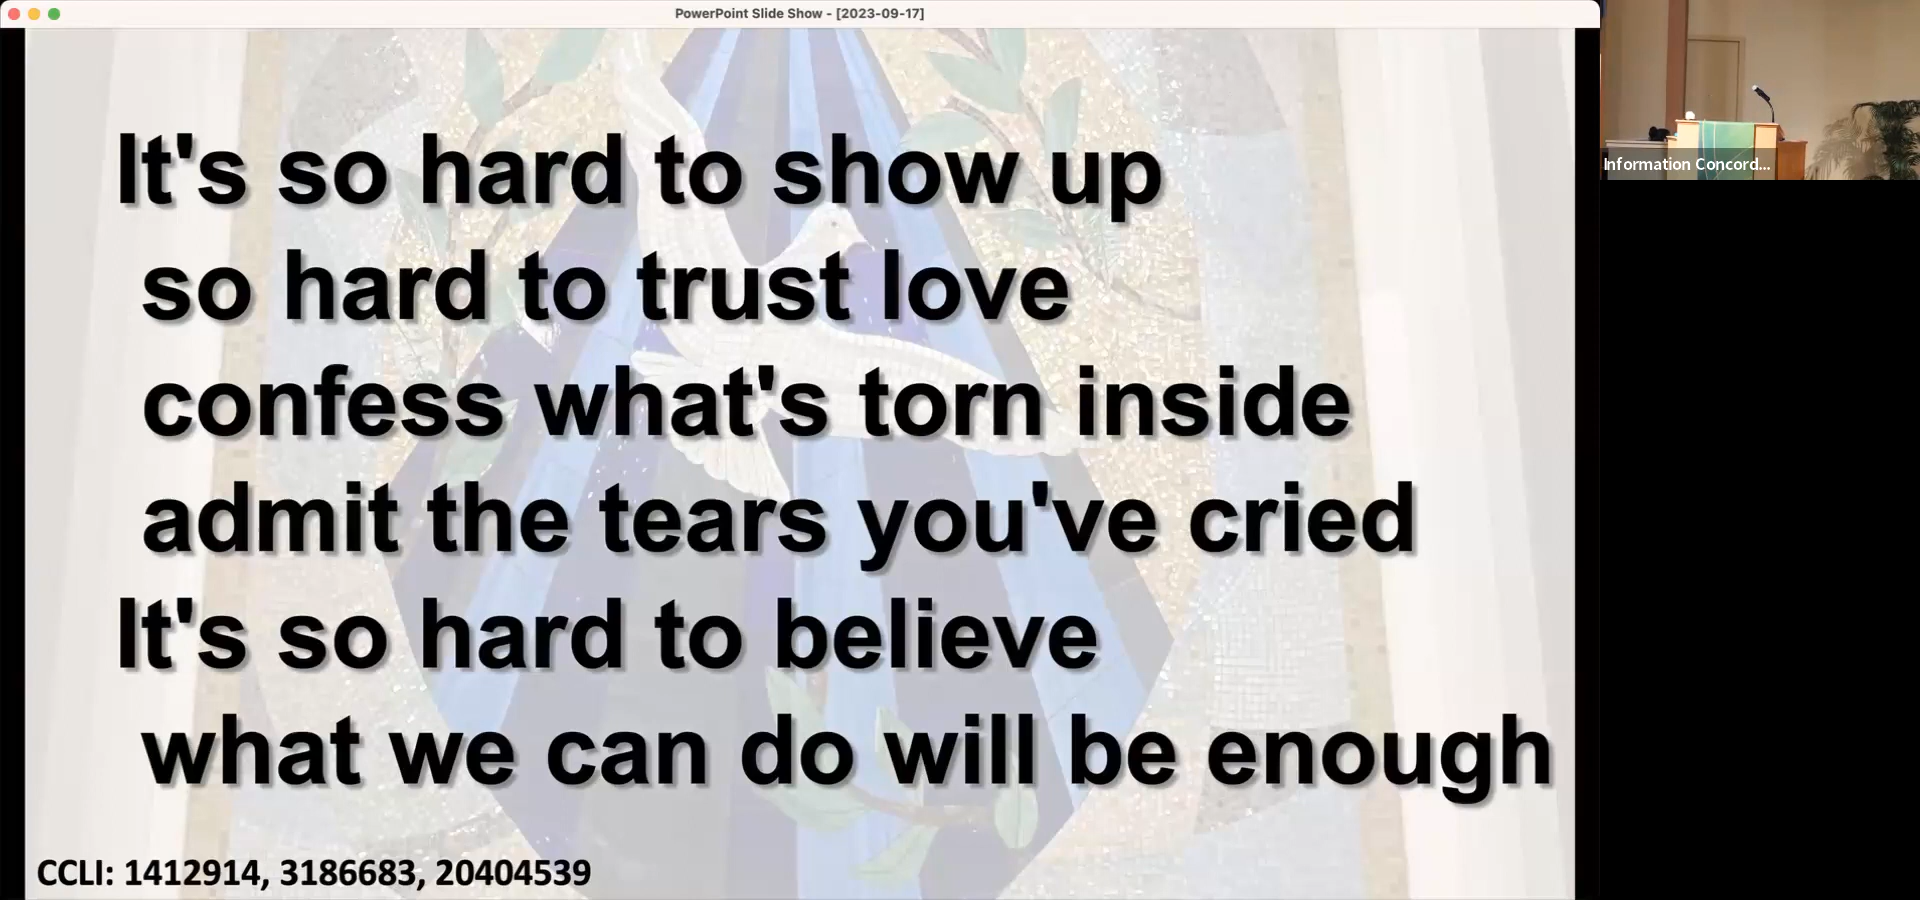 PowerPoint Slide Show - [2023-09-17]
It's so hard to show up
so hard to trust love
confess what's torn inside
admit the tears you've cried
It's so hard to believe
what we can do will be enough
CCLI: 1412914, 3186683, 20404539
Information Concord...